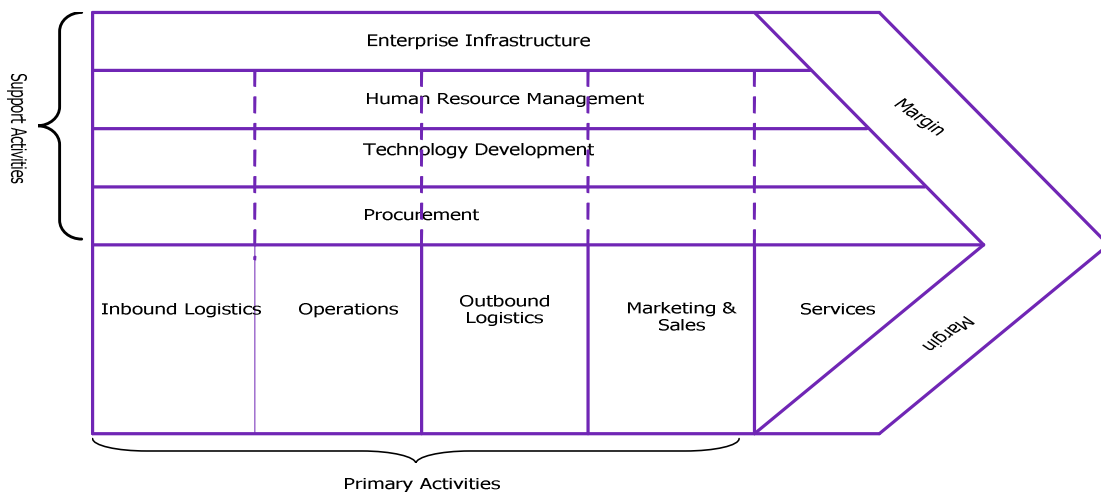 Enterprise Infrastructure
Support Activities
Human Resource Management
Margin
Technology Development
Procurement
Inbound Logistics
Operations
Outbound
Logistics
Marketing &
Sales
Services
Margin
Primary Activities